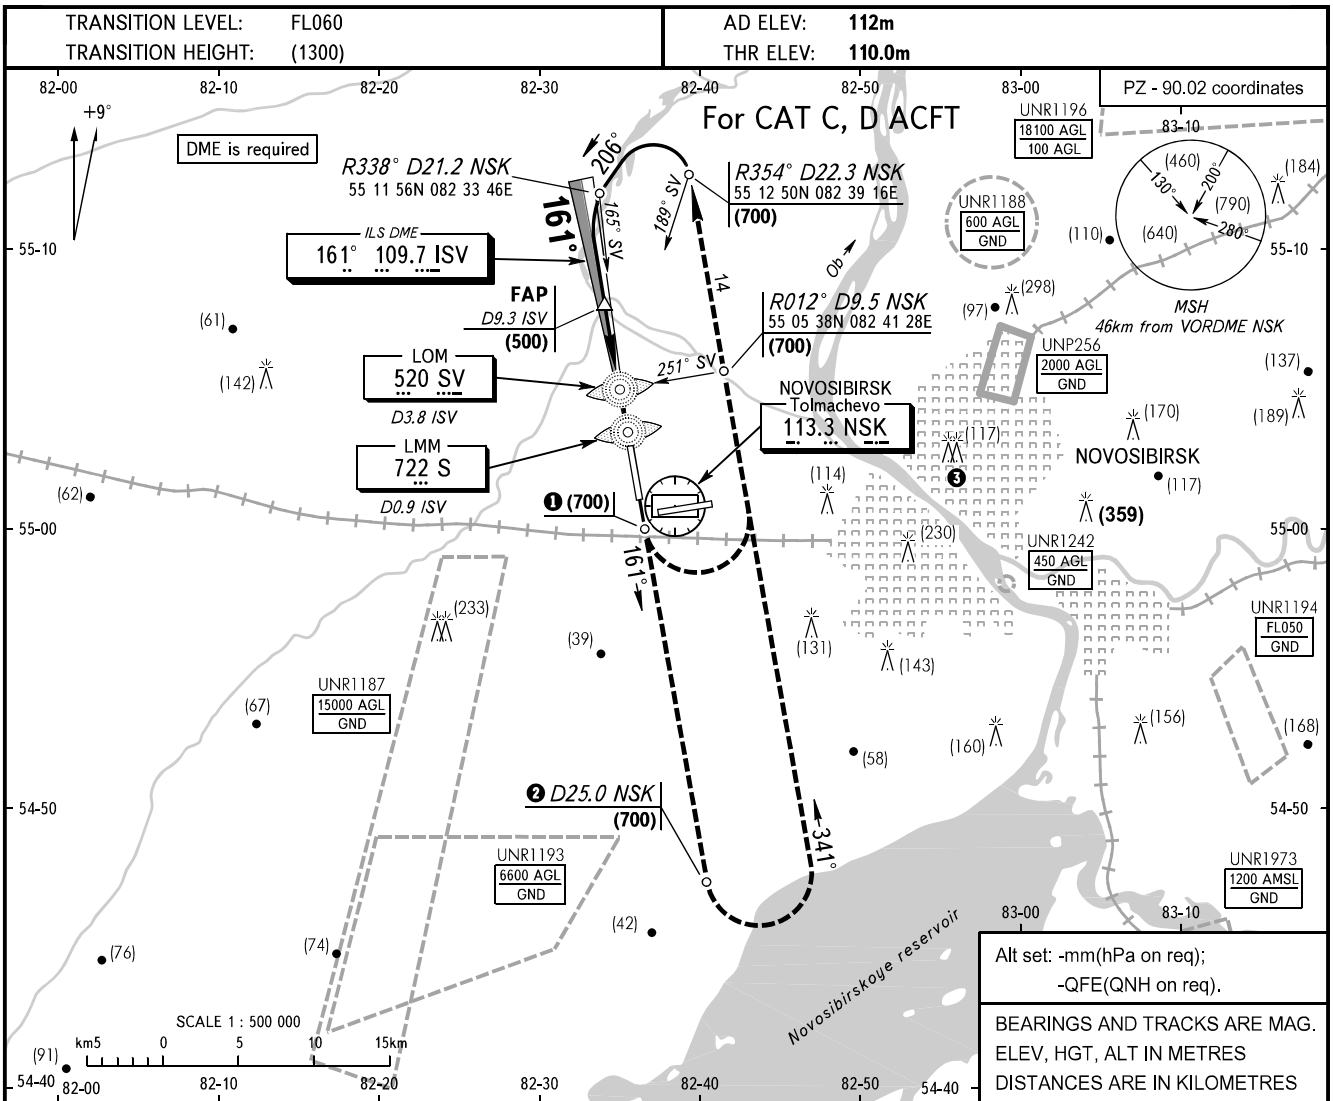 TRANSITION LEVEL: FL060
TRANSITION HEIGHT: (1300)
AD ELEV: 112m
THR ELEV: 110.0m
82-00 82-10 82-20 82-30 82-40 82-50 83-00
PZ - 90.02 coordinates
83-10
+9°
DME is required
For CAT C, D ACFT
UNR1196
18100 AGL
100 AGL
206°
R338° D21.2 NSK
55 11 56N 082 33 46E
R354° D22.3 NSK
55 12 50N 082 39 16E
(700)
161°
165° SV
189° SV
UNR1188
600 AGL
GND
(460)
130°
200°
(790)
(640)
280°
(184)
(110)
MSH
46km from VORDME NSK
55-10
55-10
ILS DME
161° 109.7 ISV
Ob
14
FAP
D9.3 ISV
(500)
R012° D9.5 NSK
55 05 38N 082 41 28E
(700)
(298)
(97)
(61)
(142)
UNP256
2000 AGL
GND
(137)
(189)
LOM
520 SV
D3.8 ISV
251° SV
NOVOSIBIRSK
Tolmachevo
113.3 NSK
(170)
(117)
NOVOSIBIRSK
3
(117)
LMM
722 S
D0.9 ISV
(62)
1 (700)
(114)
(359)
55-00
55-00
(230)
UNR1242
450 AGL
GND
161°
(233)
(39)
(131)
(143)
UNR1194
FL050
GND
UNR1187
15000 AGL
GND
(67)
(58)
(160)
(156)
(168)
2 D25.0 NSK
(700)
54-50
54-50
341°
UNR1193
6600 AGL
GND
UNR1973
1200 AMSL
GND
83-00 83-10
(42)
(74)
(76)
Novosibirskoye reservoir
Alt set: -mm(hPa on req);
-QFE(QNH on req).
SCALE 1 : 500 000
km5 0 5 10 15km
(91)
BEARINGS AND TRACKS ARE MAG.
ELEV, HGT, ALT IN METRES
DISTANCES ARE IN KILOMETRES
54-40 82-00 82-10 82-20 82-30 82-40 82-50 54-40